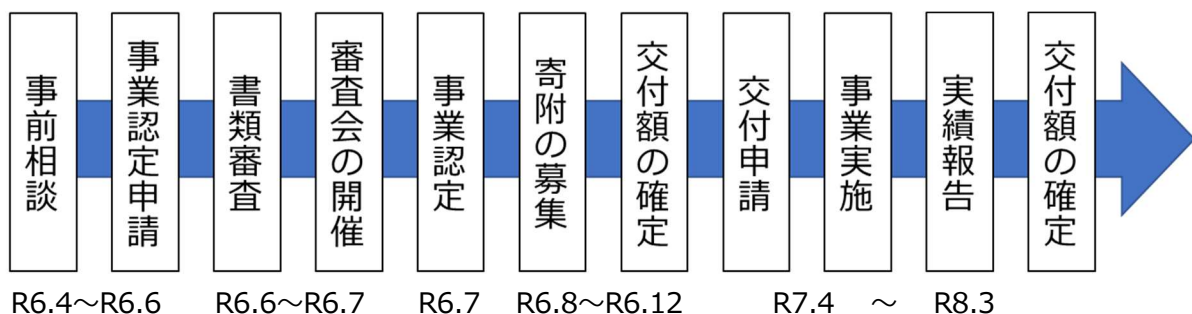 事前相談
事業認定申請
書類審査
審査会の開催
事業認定
寄附の募集
交付額の確定
交付申請
事業実施
実績報告
交付額の確定
R6.4～R6.6
R6.6～R6.7
R6.7
R6.8～R6.12
R7.4 ～ R8.3